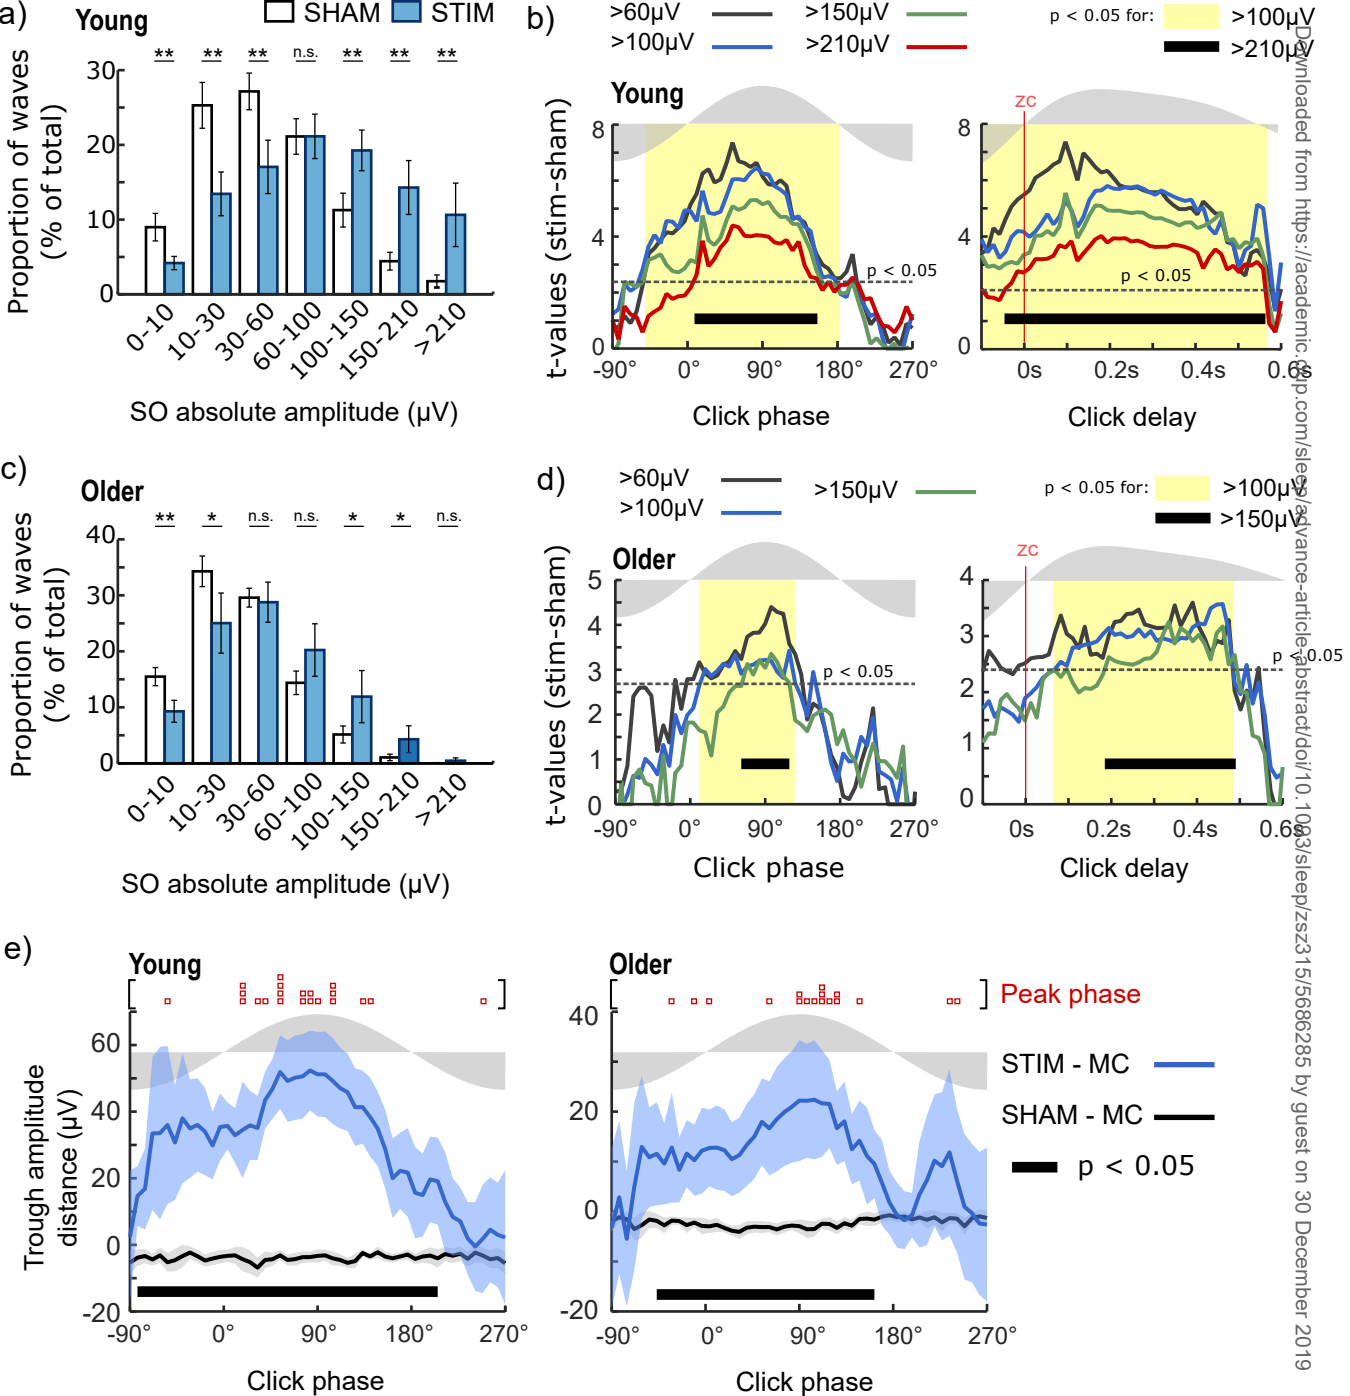 a)
Young
SHAM
STIM
** ** ** n.s. ** ** **
Proportion of waves
(% of total)
30
20
10
0
0-10
10-30
30-60
60-100
100-150
150-210
>210
SO absolute amplitude (µV)
b)
>60µV
>100µV
>150µV
>210µV
p < 0.05 for:
>100µV
>210µV
Young
t-values (stim-sham)
8
4
0
p < 0.05
-90° 0° 90° 180° 270°
Click phase
zc
8
4
0
p < 0.05
0s 0.2s 0.4s 0.6s
Click delay
c)
Older
** * n.s. n.s. * * n.s.
Proportion of waves
(% of total)
40
30
20
10
0
0-10
10-30
30-60
60-100
100-150
150-210
>210
SO absolute amplitude (µV)
d)
>60µV
>100µV
>150µV
p < 0.05 for:
>100µV
>150µV
Older
t-values (stim-sham)
5
4
3
2
1
0
p < 0.05
-90° 0° 90° 180° 270°
Click phase
zc
4
3
2
1
0
p < 0.05
0s 0.2s 0.4s 0.6s
Click delay
e)
Young
Trough amplitude
distance (µV)
60
40
20
0
-20
-90° 0° 90° 180° 270°
Click phase
Older
40
20
0
-20
-90° 0° 90° 180° 270°
Click phase
Peak phase
STIM - MC
SHAM - MC
p < 0.05
Downloaded from https://academic.oup.com/sleep/advance-article-abstract/doi/10.1093/sleep/zsz315/5686285 by guest on 30 December 2019